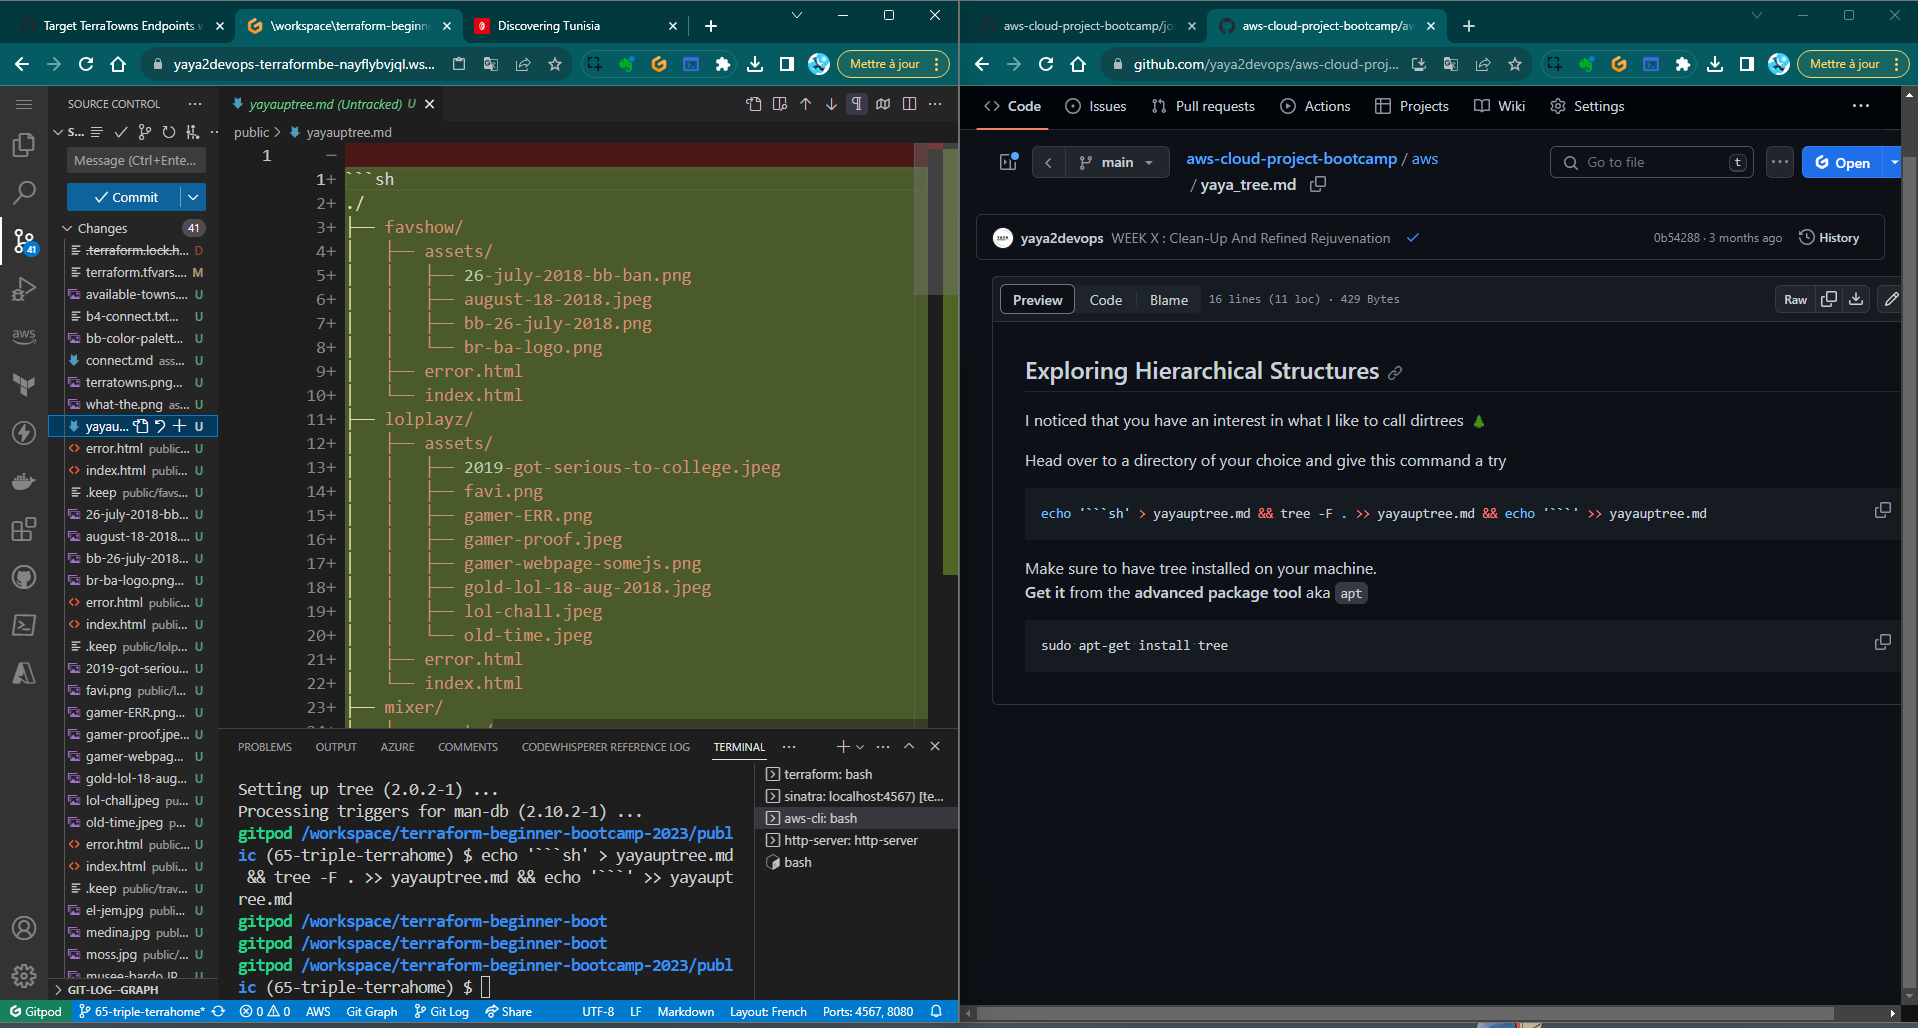 Target TerraTowns Endpoints w
\workspace\terraform-beginn
Discovering Tunisia
yaya2devops-terraformbe-nayflybvjql.ws...
Mettre à jour
SOURCE CONTROL
S...
Message (Ctrl+Ente...
Commit
Changes
41
41
.terraform.lock.h... D
terraform.tfvars.... M
available-towns.... U
b4-connect.txt... U
bb-color-palett... U
connect.md ass... U
terratowns.png... U
what-the.png as... U
yayau... U
error.html public... U
index.html publi... U
.keep public/favs... U
26-july-2018-bb... U
august-18-2018.... U
bb-26-july-2018... U
br-ba-logo.png... U
error.html public... U
index.html publi... U
.keep public/lolp... U
2019-got-seriou... U
favi.png public/l... U
gamer-ERR.png... U
gamer-proof.jpe... U
gamer-webpag... U
gold-lol-18-aug... U
lol-chall.jpeg pu... U
old-time.jpeg p... U
error.html public... U
index.html publi... U
.keep public/trav... U
el-jem.jpg publi... U
medina.jpg publ... U
moss.jpg public/... U
musee-bardo.JP... U
GIT-LOG--GRAPH
aws
yayauptree.md (Untracked) U
public > yayauptree.md
1 −
1+ ```sh
2+ ./
3+ ├── favshow/
4+ │   ├── assets/
5+ │   │   ├── 26-july-2018-bb-ban.png
6+ │   │   ├── august-18-2018.jpeg
7+ │   │   ├── bb-26-july-2018.png
8+ │   │   └── br-ba-logo.png
9+ │   ├── error.html
10+ │   └── index.html
11+ ├── lolplayz/
12+ │   ├── assets/
13+ │   │   ├── 2019-got-serious-to-college.jpeg
14+ │   │   ├── favi.png
15+ │   │   ├── gamer-ERR.png
16+ │   │   ├── gamer-proof.jpeg
17+ │   │   ├── gamer-webpage-somejs.png
18+ │   │   ├── gold-lol-18-aug-2018.jpeg
19+ │   │   ├── lol-chall.jpeg
20+ │   │   └── old-time.jpeg
21+ │   ├── error.html
22+ │   └── index.html
23+ ├── mixer/
PROBLEMS OUTPUT AZURE COMMENTS CODEWHISPERER REFERENCE LOG TERMINAL
Setting up tree (2.0.2-1) ...
Processing triggers for man-db (2.10.2-1) ...
gitpod /workspace/terraform-beginner-bootcamp-2023/publ
ic (65-triple-terrahome) $ echo '```sh' > yayauptree.md
&& tree -F . >> yayauptree.md && echo '```' >> yayaupt
ree.md
gitpod /workspace/terraform-beginner-boot
gitpod /workspace/terraform-beginner-boot
gitpod /workspace/terraform-beginner-bootcamp-2023/publ
ic (65-triple-terrahome) $
terraform: bash
sinatra: localhost:4567) [te...
aws-cli: bash
http-server: http-server
bash
Gitpod 65-triple-terrahome* 0 0 AWS Git Graph Git Log Share UTF-8 LF Markdown Layout: French Ports: 4567, 8080
aws-cloud-project-bootcamp/jo
aws-cloud-project-bootcamp/aw
github.com/yaya2devops/aws-cloud-proj...
Mettre à jour
Code Issues Pull requests Actions Projects Wiki Settings
main
aws-cloud-project-bootcamp / aws
/ yaya_tree.md
Go to file t
Open
yaya2devops WEEK X : Clean-Up And Refined Rejuvenation
0b54288 · 3 months ago History
Preview Code Blame 16 lines (11 loc) · 429 Bytes Raw
Exploring Hierarchical Structures
I noticed that you have an interest in what I like to call dirtrees 🌲
Head over to a directory of your choice and give this command a try
echo '```sh' > yayauptree.md && tree -F . >> yayauptree.md && echo '```' >> yayauptree.md
Make sure to have tree installed on your machine.
Get it from the advanced package tool aka apt
sudo apt-get install tree